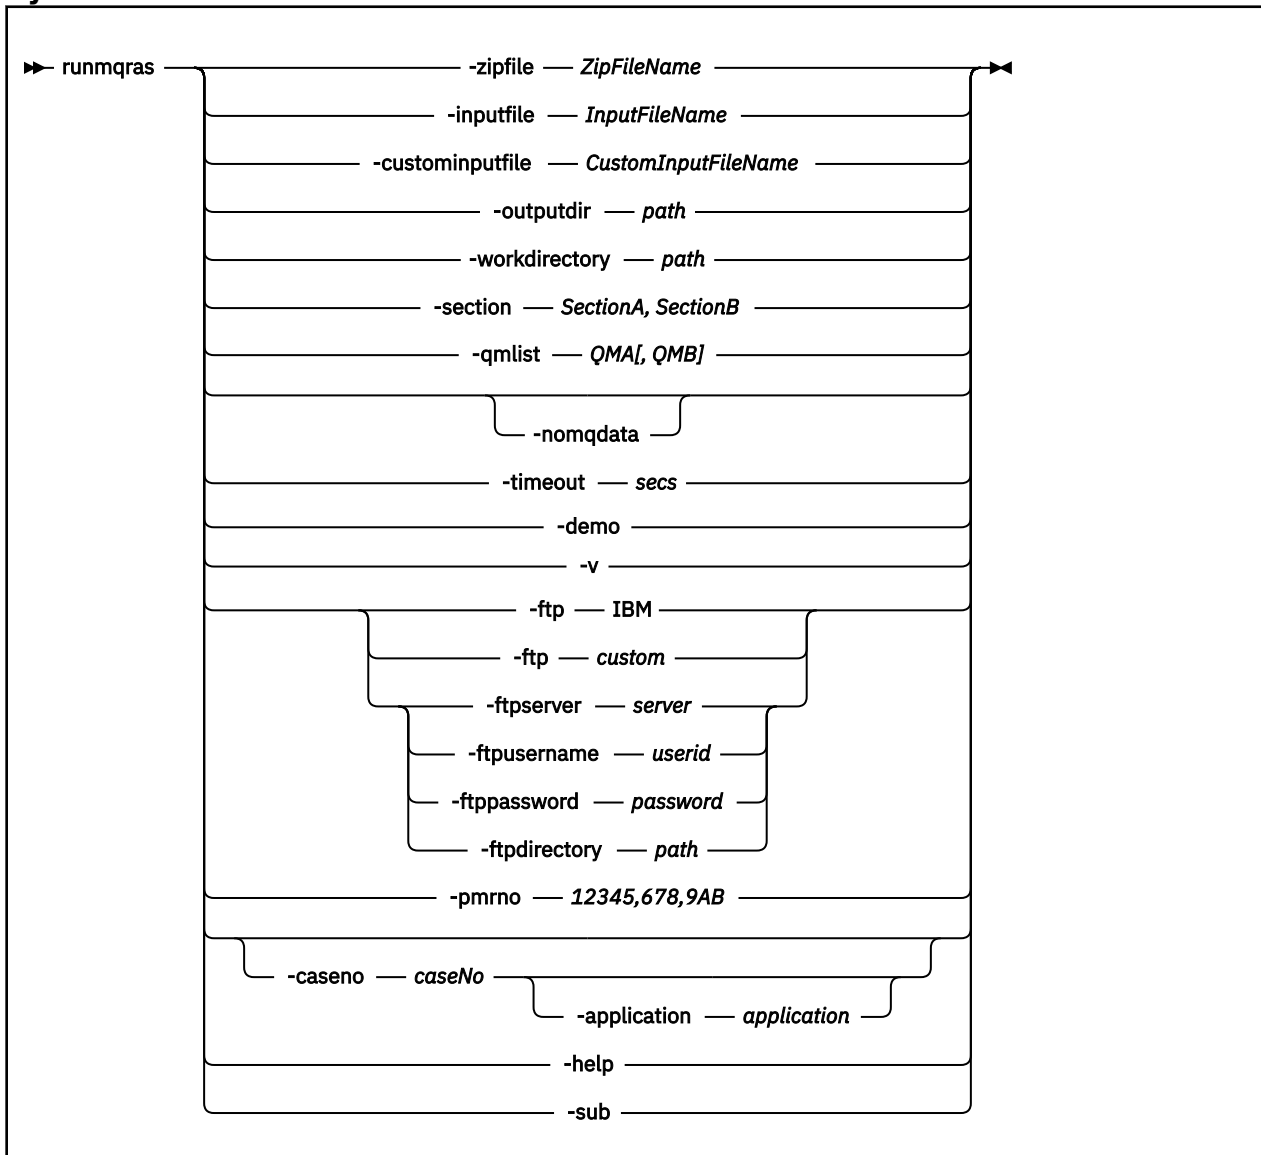 runmqras -zipfile ZipFileName
-inputfile InputFileName
-custominputfile CustomInputFileName
-outputdir path
-workdirectory path
-section SectionA, SectionB
-qmlist QMA[, QMB]
-nomqdata
-timeout secs
-demo
-v
-ftp IBM
-ftp custom
-ftpserver server
-ftpusername userid
-ftppassword password
-ftpdirectory path
-pmrno 12345,678,9AB
-caseno caseNo
-application application
-help
-sub